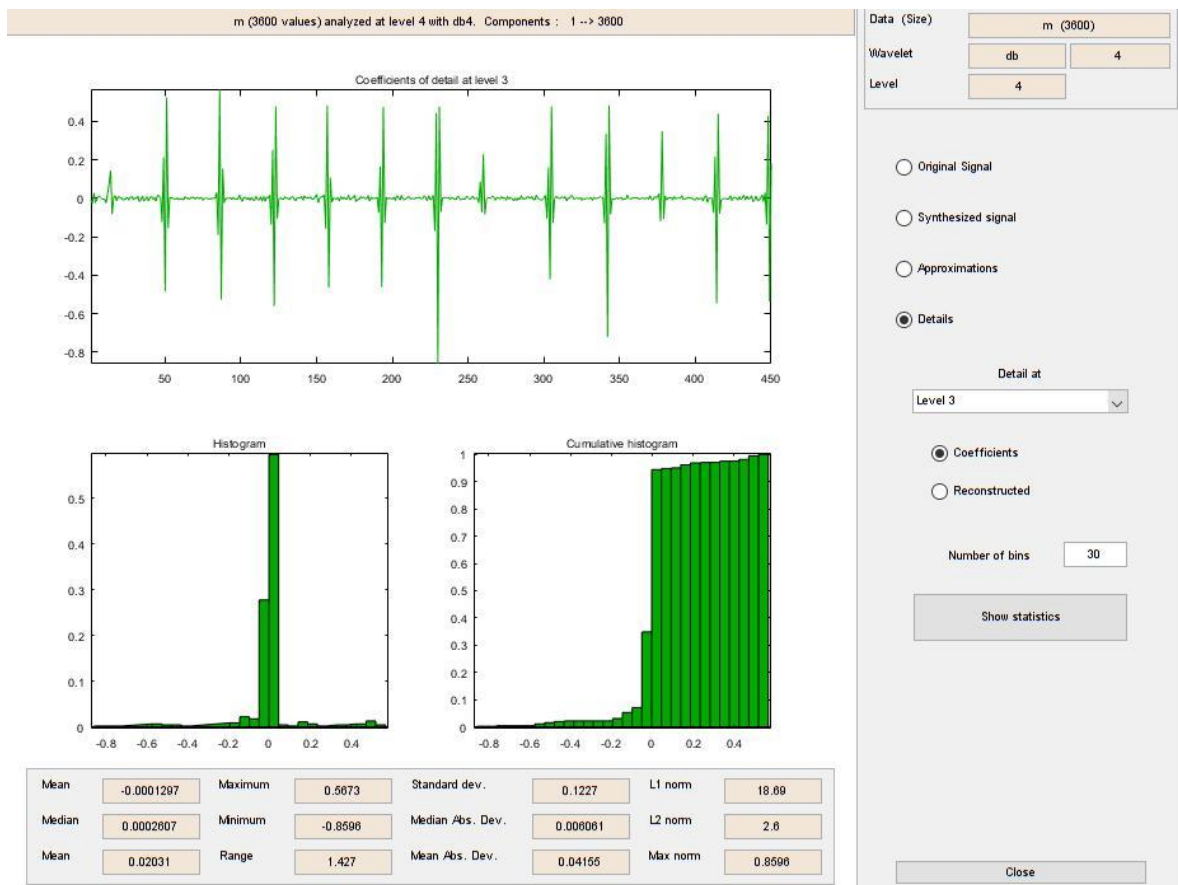 m (3600 values) analyzed at level 4 with db4. Components : 1 --> 3600
Coefficients of detail at level 3
0.4
0.2
0
-0.2
-0.4
-0.6
-0.8
50 100 150 200 250 300 350 400 450
Histogram
0.5
0.4
0.3
0.2
0.1
0
-0.8 -0.6 -0.4 -0.2 0 0.2 0.4
Cumulative histogram
1
0.9
0.8
0.7
0.6
0.5
0.4
0.3
0.2
0.1
0
-0.8 -0.6 -0.4 -0.2 0 0.2 0.4
Mean -0.0001297 Maximum 0.5673 Standard dev. 0.1227 L1 norm 18.69
Median 0.0002607 Minimum -0.8596 Median Abs. Dev. 0.006061 L2 norm 2.6
Mean 0.02031 Range 1.427 Mean Abs. Dev. 0.04155 Max norm 0.8596
Data (Size) m (3600)
Wavelet db 4
Level 4
Original Signal
Synthesized signal
Approximations
Details
Detail at
Level 3
Coefficients
Reconstructed
Number of bins 30
Show statistics
Close